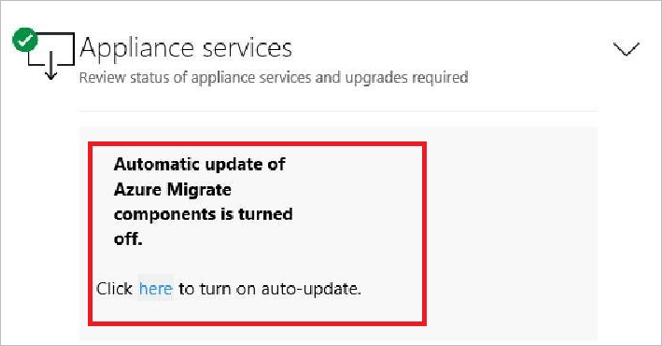 Appliance services
Review status of appliance services and upgrades required
Automatic update of
Azure Migrate
components is turned
off.
Click here to turn on auto-update.